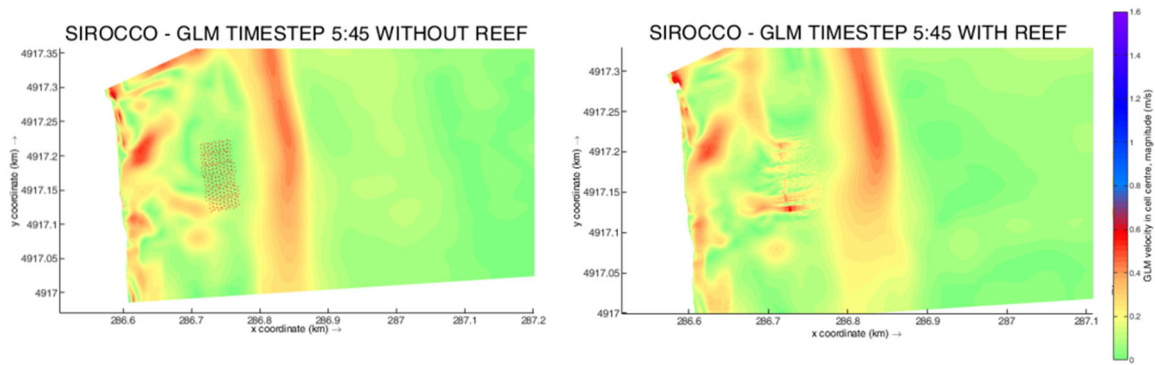 SIROCCO - GLM TIMESTEP 5:45 WITHOUT REEF
y coordinate (km) →
4917.35
4917.3
4917.25
4917.2
4917.15
4917.1
4917.05
4917
286.6 286.7 286.8 286.9 287 287.1 287.2
x coordinate (km) →
SIROCCO - GLM TIMESTEP 5:45 WITH REEF
y coordinate (km) →
4917.3
4917.25
4917.2
4917.15
4917.1
4917.05
4917
286.6 286.7 286.8 286.9 287 287.1
x coordinate (km) →
1.6
1.4
1.2
1
0.8
0.6
0.4
0.2
0
GLM velocity in cell centre, magnitude (m/s)